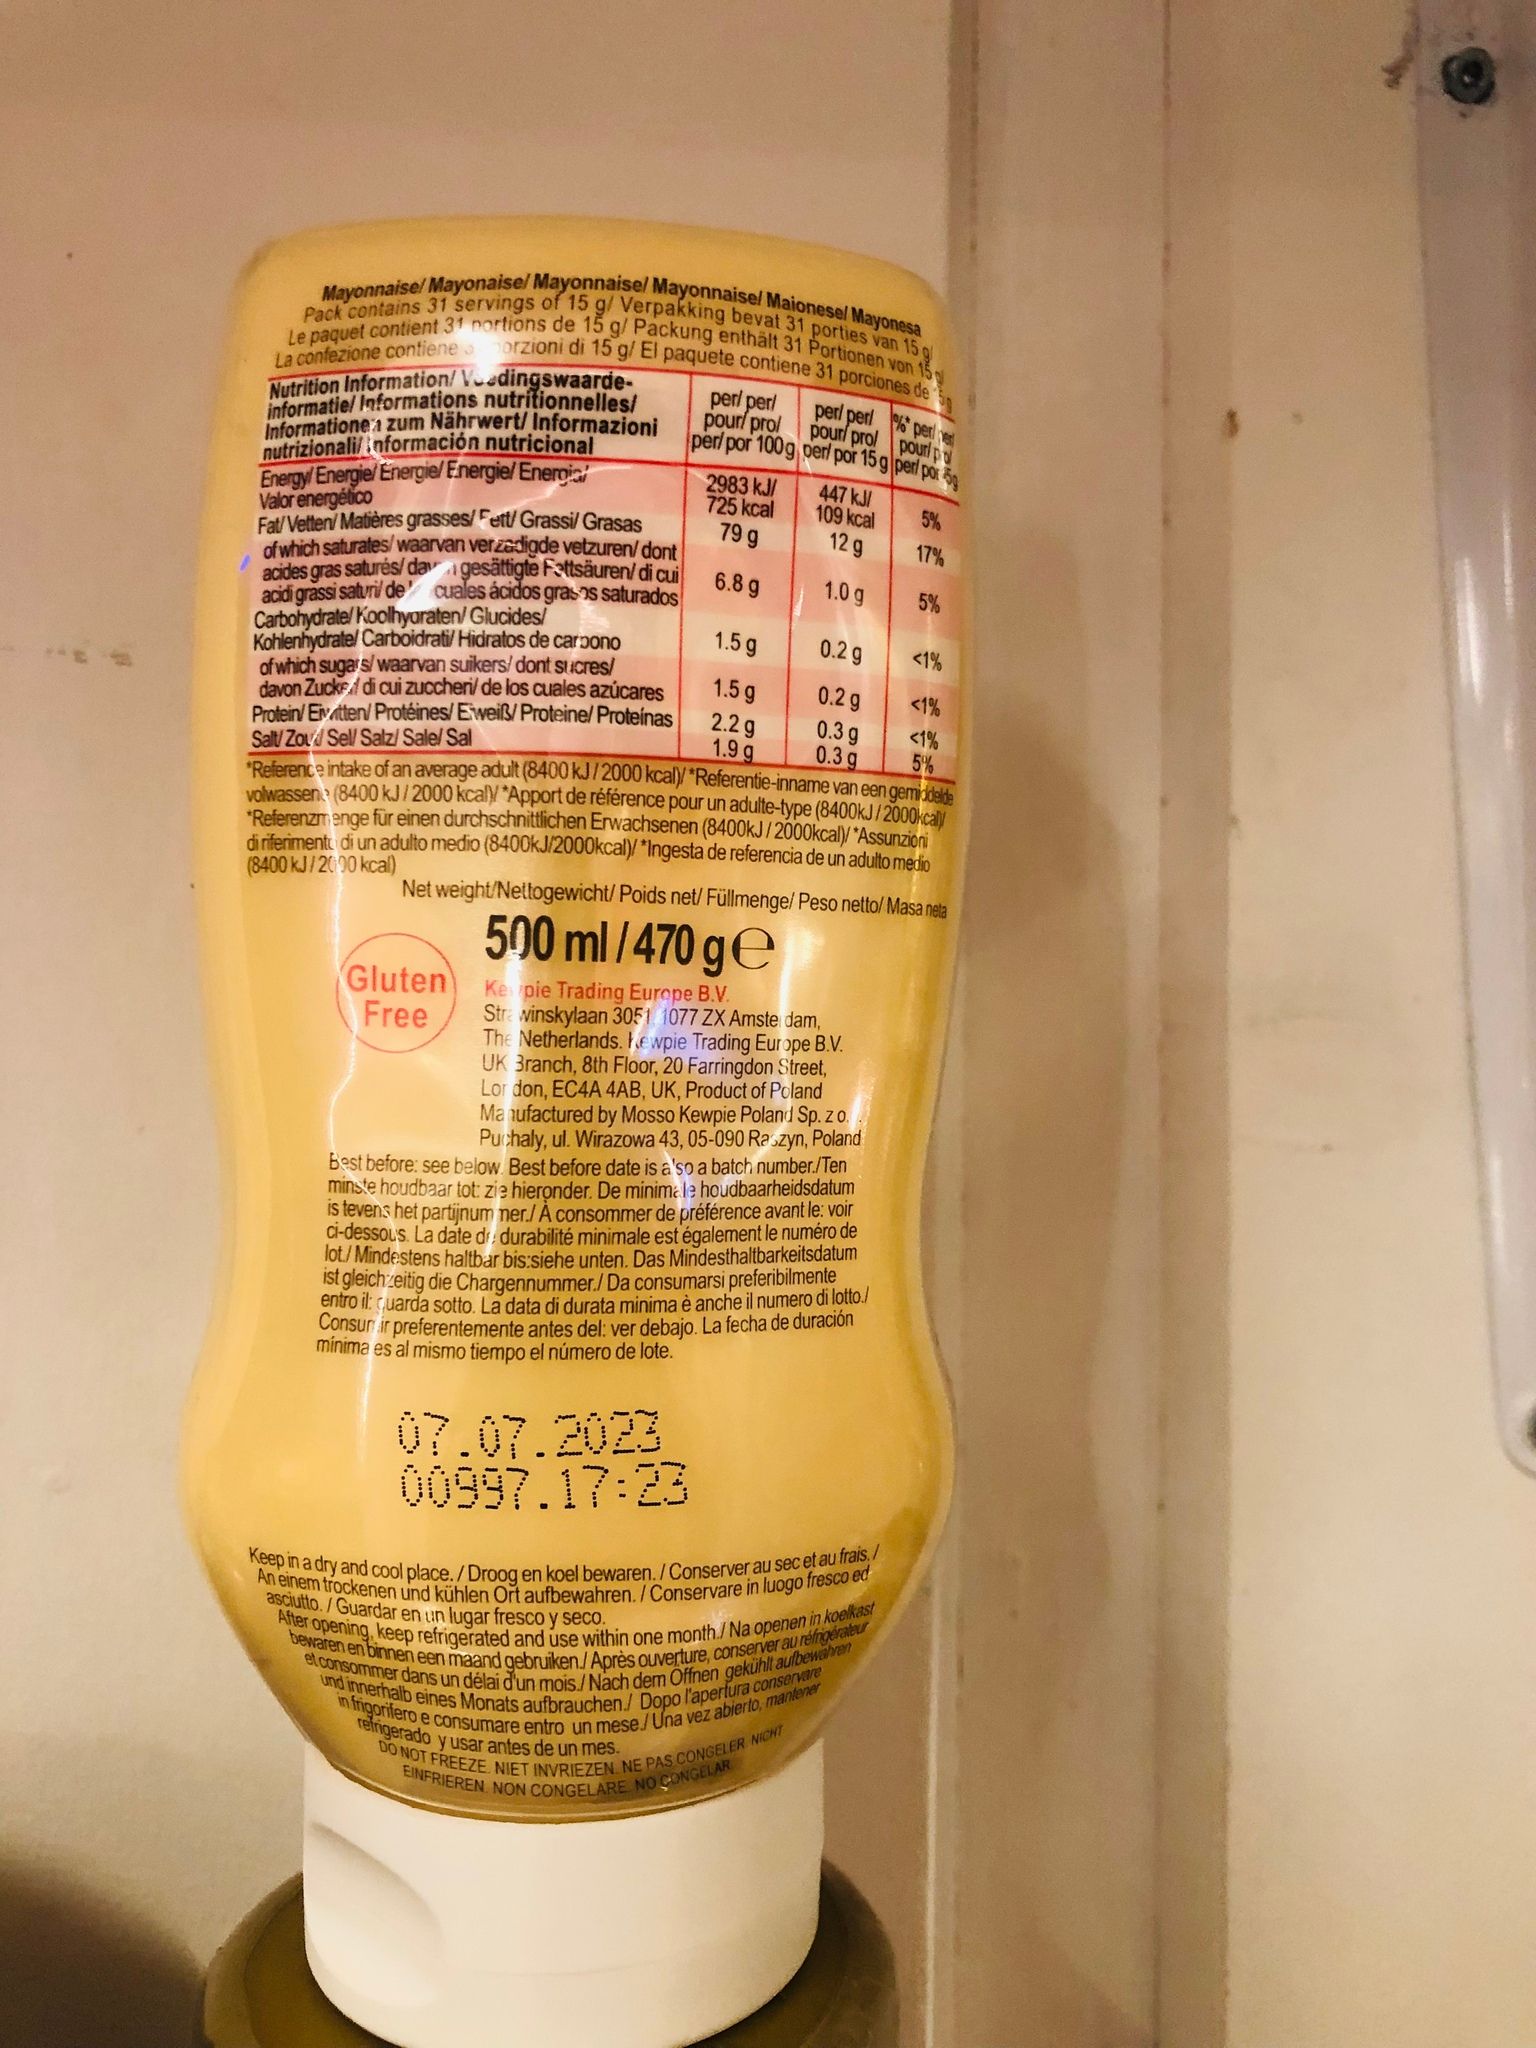 Mayonnaise/ Mayonaise/ Mayonnaise/ Mayonnaise/ Maionese/ Mayonesa
Pack contains 31 servings of 15 g/ Verpakking bevat 31 porties van 15 g/
Le paquet contient 31 portions de 15 g/ Packung enthält 31 Portionen von 15 g/
La confezione contiene porzioni di 15 g/ El paquete contiene 31 porciones de
Nutrition Information/ Voedingswaarde-
informatie/ Informations nutritionnelles/
Informationen zum Nährwert/ Informazioni
nutrizionali/ Información nutricional
per/ per/ pour/ pro/ per/ por 100g
per/ per/ pour/ pro/ per/ por 15 g
%* per/ per/ pour/ pro/ per/ por 15g
Energy/ Energie/ Énergie/ Energie/ Energia/
Valor energético 2983 kJ/ 725 kcal 447 kJ/ 109 kcal 5%
Fat/ Vetten/ Matières grasses/ Fett/ Grassi/ Grasas 79 g 12 g 17%
of which saturates/ waarvan verzadigde vetzuren/ dont
acides gras saturés/ davon gesättigte Fettsäuren/ di cui
acidi grassi saturi/ de los cuales ácidos grasos saturados 6.8 g 1.0 g 5%
Carbohydrate/ Koolhydraten/ Glucides/
Kohlenhydrate/ Carboidrati/ Hidratos de carbono 1.5 g 0.2 g <1%
of which sugars/ waarvan suikers/ dont sucres/
davon Zucker/ di cui zuccheri/ de los cuales azúcares 1.5 g 0.2 g <1%
Protein/ Eiwitten/ Protéines/ Eiweiß/ Proteine/ Proteínas 2.2 g 0.3 g <1%
Salt/ Zout/ Sel/ Salz/ Sale/ Sal 1.9 g 0.3 g 5%
*Reference intake of an average adult (8400 kJ / 2000 kcal)/ *Referentie-inname van een gemiddelde
volwassene (8400 kJ / 2000 kcal)/ *Apport de référence pour un adulte-type (8400kJ / 2000kcal)/
*Referenzmenge für einen durchschnittlichen Erwachsenen (8400kJ / 2000kcal)/ *Assunzioni
di riferimento di un adulto medio (8400kJ/2000kcal)/ *Ingesta de referencia de un adulto medio
(8400 kJ / 2000 kcal)
Net weight/Nettogewicht/ Poids net/ Füllmenge/ Peso netto/ Masa neta
500 ml / 470 g e
Gluten
Free
Kewpie Trading Europe B.V.
Strawinskylaan 3051 1077 ZX Amsterdam,
The Netherlands. Kewpie Trading Europe B.V.
UK Branch, 8th Floor, 20 Farringdon Street,
London, EC4A 4AB, UK, Product of Poland
Manufactured by Mosso Kewpie Poland Sp. z o.
Puchaly, ul. Wirazowa 43, 05-090 Raszyn, Poland
Best before: see below. Best before date is also a batch number./Ten
minste houdbaar tot: zie hieronder. De minimale houdbaarheidsdatum
is tevens het partijnummer./ À consommer de préférence avant le: voir
ci-dessous. La date de durabilité minimale est également le numéro de
lot./ Mindestens haltbar bis:siehe unten. Das Mindesthaltbarkeitsdatum
ist gleichzeitig die Chargennummer./ Da consumarsi preferibilmente
entro il: guarda sotto. La data di durata minima è anche il numero di lotto./
Consumir preferentemente antes del: ver debajo. La fecha de duración
mínima es al mismo tiempo el número de lote.
07.07.2023
00997.17:23
Keep in a dry and cool place. / Droog en koel bewaren. / Conserver au sec et au frais. /
An einem trockenen und kühlen Ort aufbewahren. / Conservare in luogo fresco ed
asciutto. / Guardar en un lugar fresco y seco.
After opening, keep refrigerated and use within one month./ Na openen in koelkast
bewaren en binnen een maand gebruiken./ Après ouverture, conserver au réfrigérateur
et consommer dans un délai d'un mois./ Nach dem Öffnen gekühlt aufbewahren
und innerhalb eines Monats aufbrauchen./ Dopo l'apertura conservare
in frigorifero e consumare entro un mese./ Una vez abierto, mantener
refrigerado y usar antes de un mes.
DO NOT FREEZE. NIET INVRIEZEN. NE PAS CONGELER. NICHT
EINFRIEREN. NON CONGELARE. NO CONGELAR